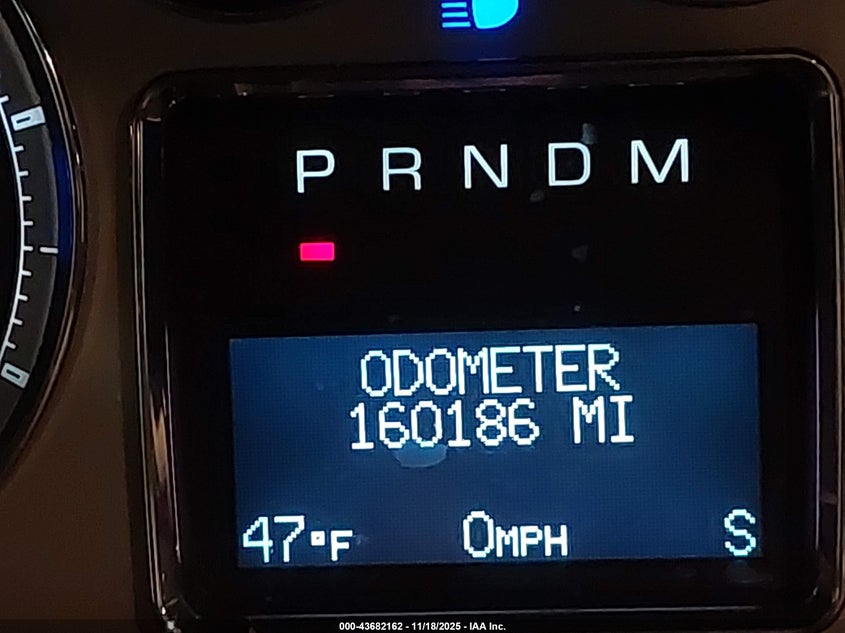 P R N D M
ODOMETER
160186 MI
47°F 0MPH S
000-43682162 - 11/18/2025 - IAA Inc.